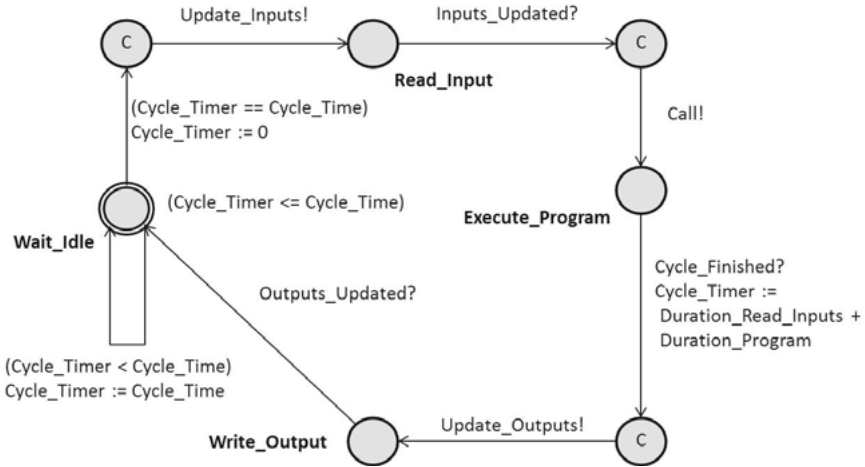 Update_Inputs!
Inputs_Updated?
C
C
Read_Input
(Cycle_Timer == Cycle_Time)
Cycle_Timer := 0
Call!
(Cycle_Timer <= Cycle_Time)
Wait_Idle
Execute_Program
Cycle_Finished?
Cycle_Timer :=
Duration_Read_Inputs +
Duration_Program
Outputs_Updated?
(Cycle_Timer < Cycle_Time)
Cycle_Timer := Cycle_Time
Write_Output
Update_Outputs!
C